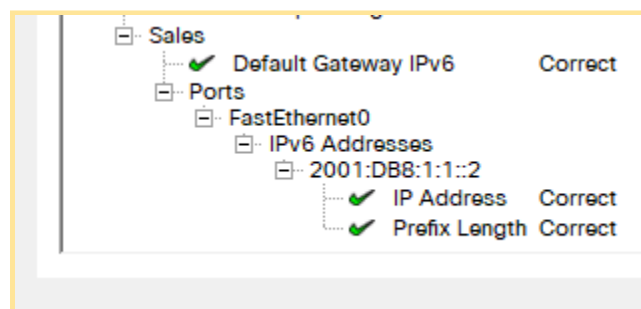 Sales
Default Gateway IPv6 Correct
Ports
FastEthernet0
IPv6 Addresses
2001:DB8:1:1::2
IP Address Correct
Prefix Length Correct